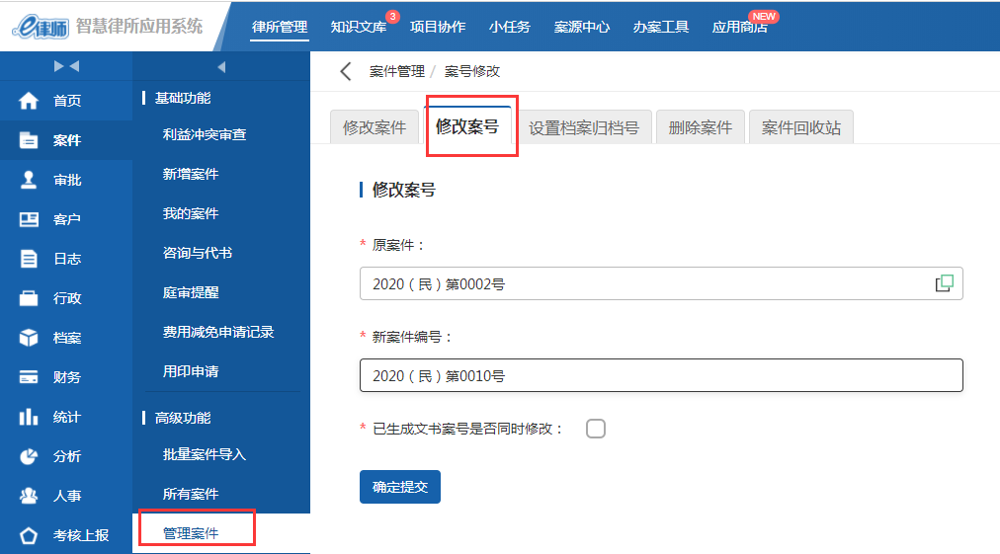 e律师 智慧律所应用系统
律所管理 知识文库 3 项目协作 小任务 案源中心 办案工具 应用商店 NEW
首页
案件
审批
客户
日志
行政
档案
财务
统计
分析
人事
考核上报
基础功能
利益冲突审查
新增案件
我的案件
咨询与代书
庭审提醒
费用减免申请记录
用印申请
高级功能
批量案件导入
所有案件
管理案件
案件管理 / 案号修改
修改案件 修改案号 设置档案归档号 删除案件 案件回收站
修改案号
* 原案件：
2020（民）第0002号
* 新案件编号：
2020（民）第0010号
* 已生成文书案号是否同时修改：
确定提交